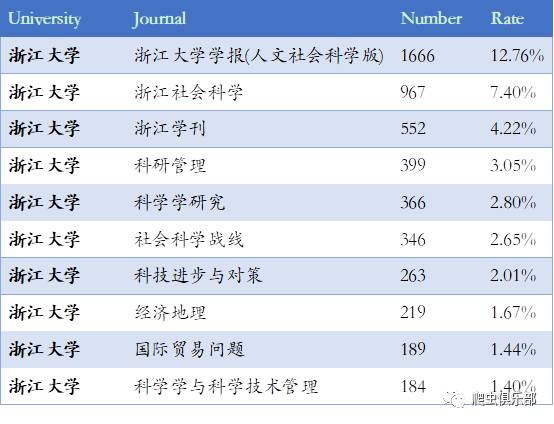 University Journal Number Rate
浙江大学 浙江大学学报(人文社会科学版) 1666 12.76%
浙江大学 浙江社会科学 967 7.40%
浙江大学 浙江学刊 552 4.22%
浙江大学 科研管理 399 3.05%
浙江大学 科学学研究 366 2.80%
浙江大学 社会科学战线 346 2.65%
浙江大学 科技进步与对策 263 2.01%
浙江大学 经济地理 219 1.67%
浙江大学 国际贸易问题 189 1.44%
浙江大学 科学学与科学技术管理 184 1.40%
爬虫俱乐部